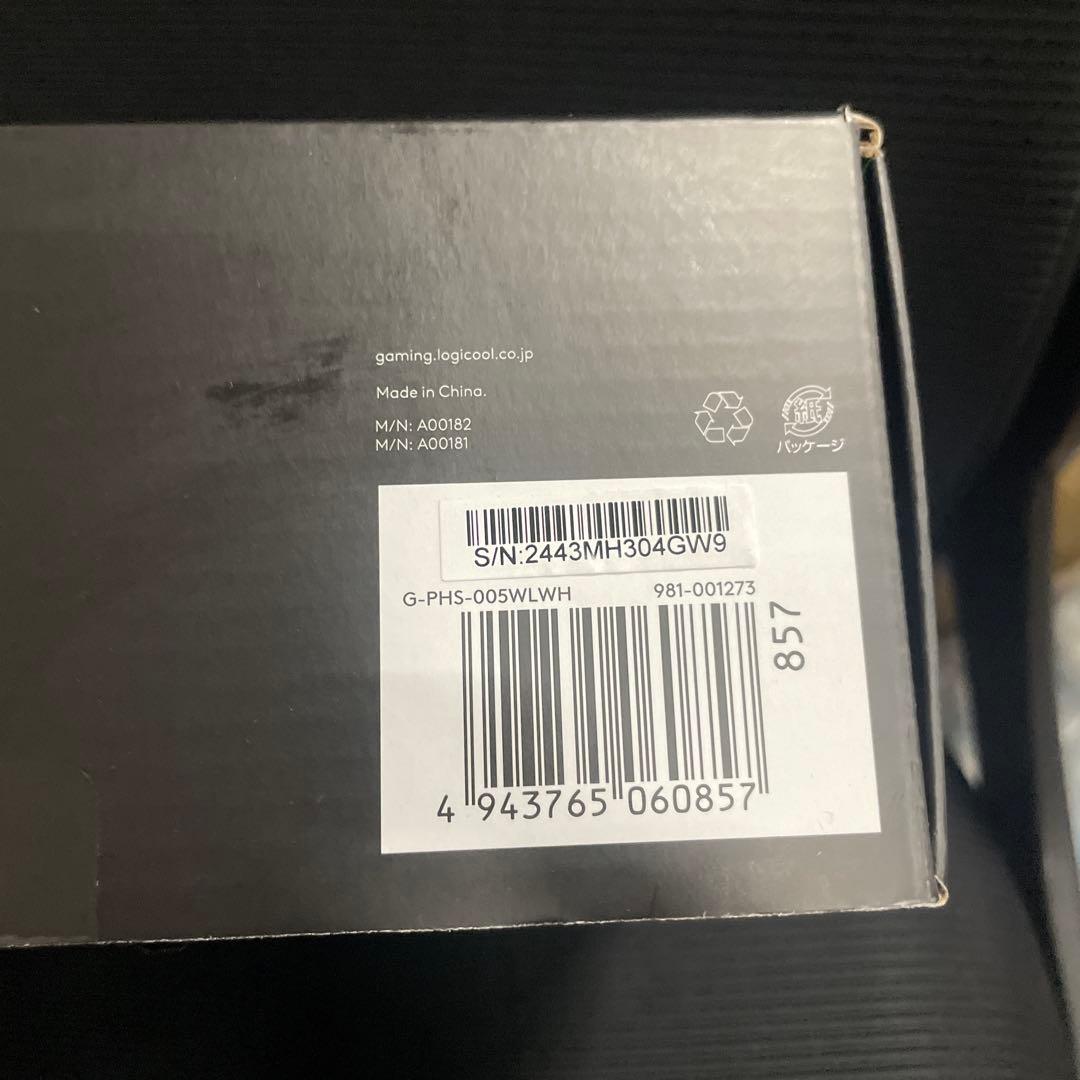 gaming.logicool.co.jp
Made in China.
M/N: A00182
M/N: A00181
紙
パッケージ
S/N:2443MH304GW9
G-PHS-005WLWH 981-001273
857
4 943765 060857